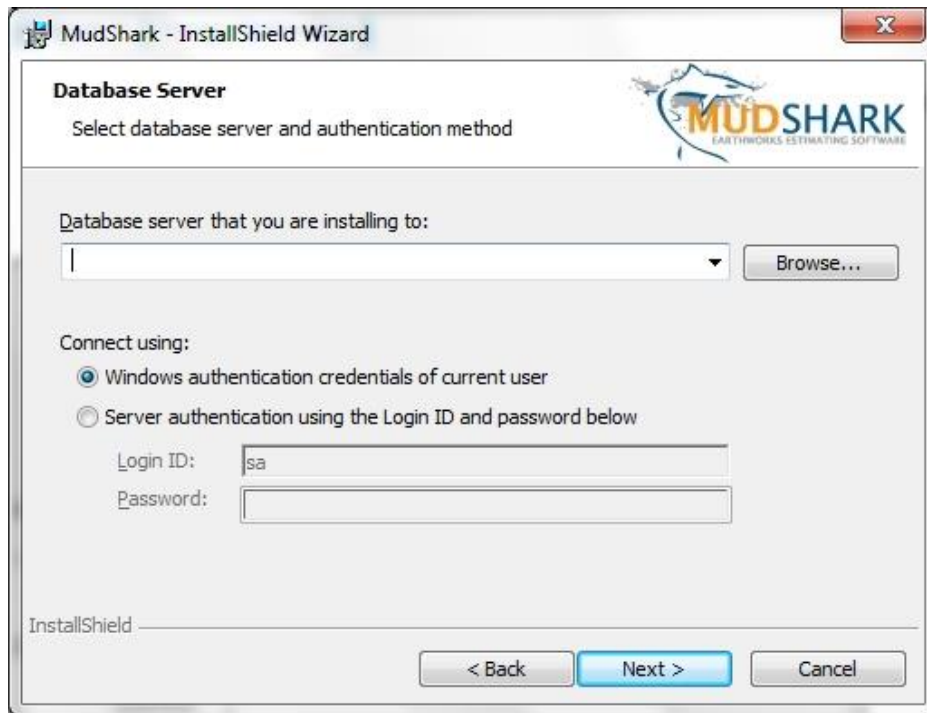 MudShark - InstallShield Wizard
Database Server
Select database server and authentication method
MUDSHARK
EARTHWORKS ESTIMATING SOFTWARE
Database server that you are installing to:
Browse...
Connect using:
Windows authentication credentials of current user
Server authentication using the Login ID and password below
Login ID:
sa
Password:
InstallShield
< Back
Next >
Cancel